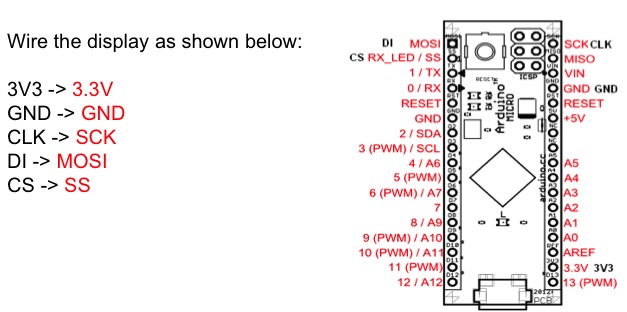 Wire the display as shown below:
3V3 -> 3.3V
GND -> GND
CLK -> SCK
DI -> MOSI
CS -> SS
DI MOSI
CS RX_LED / SS
1 / TX
0 / RX
RESET
GND
2 / SDA
3 (PWM) / SCL
4 / A6
5 (PWM)
6 (PWM) / A7
7
8 / A9
9 (PWM) / A10
10 (PWM) / A11
11 (PWM)
12 / A12
RESET
ICSP
Arduino™
MICRO
arduino.cc
L
2012
PCB
SCK CLK
MISO
VIN
GND GND
RESET
+5V
A5
A4
A3
A2
A1
A0
AREF
3.3V 3V3
13 (PWM)